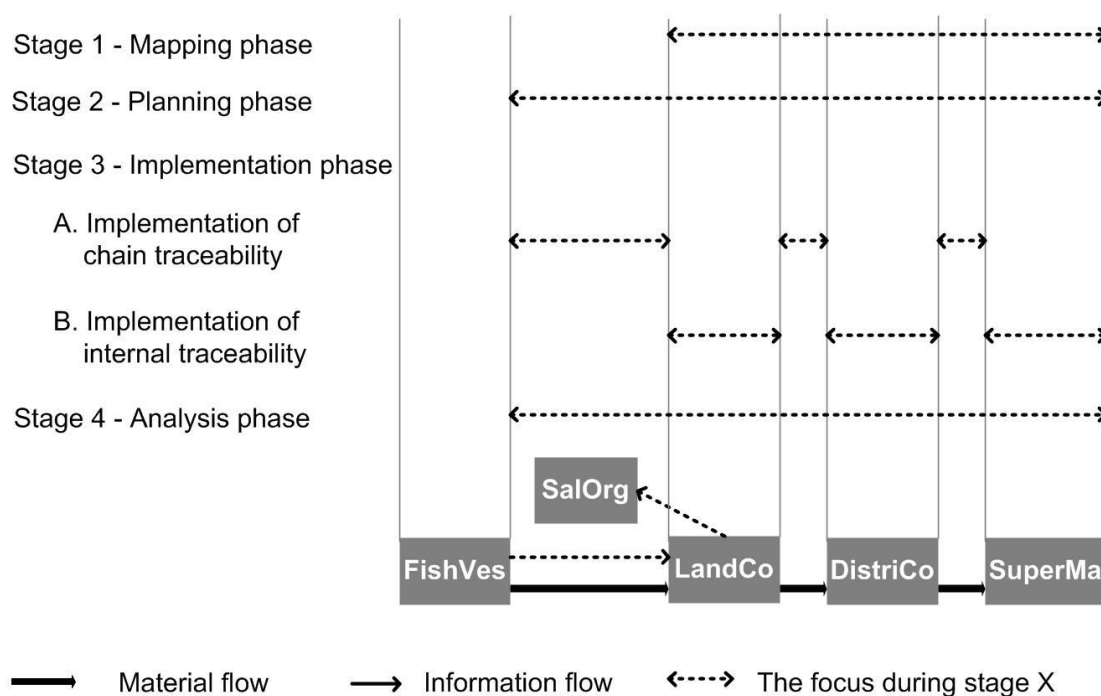 Stage 1 - Mapping phase
Stage 2 - Planning phase
Stage 3 - Implementation phase
A. Implementation of
chain traceability
B. Implementation of
internal traceability
Stage 4 - Analysis phase
SalOrg
FishVes
LandCo
DistriCo
SuperMa
Material flow
Information flow
The focus during stage X